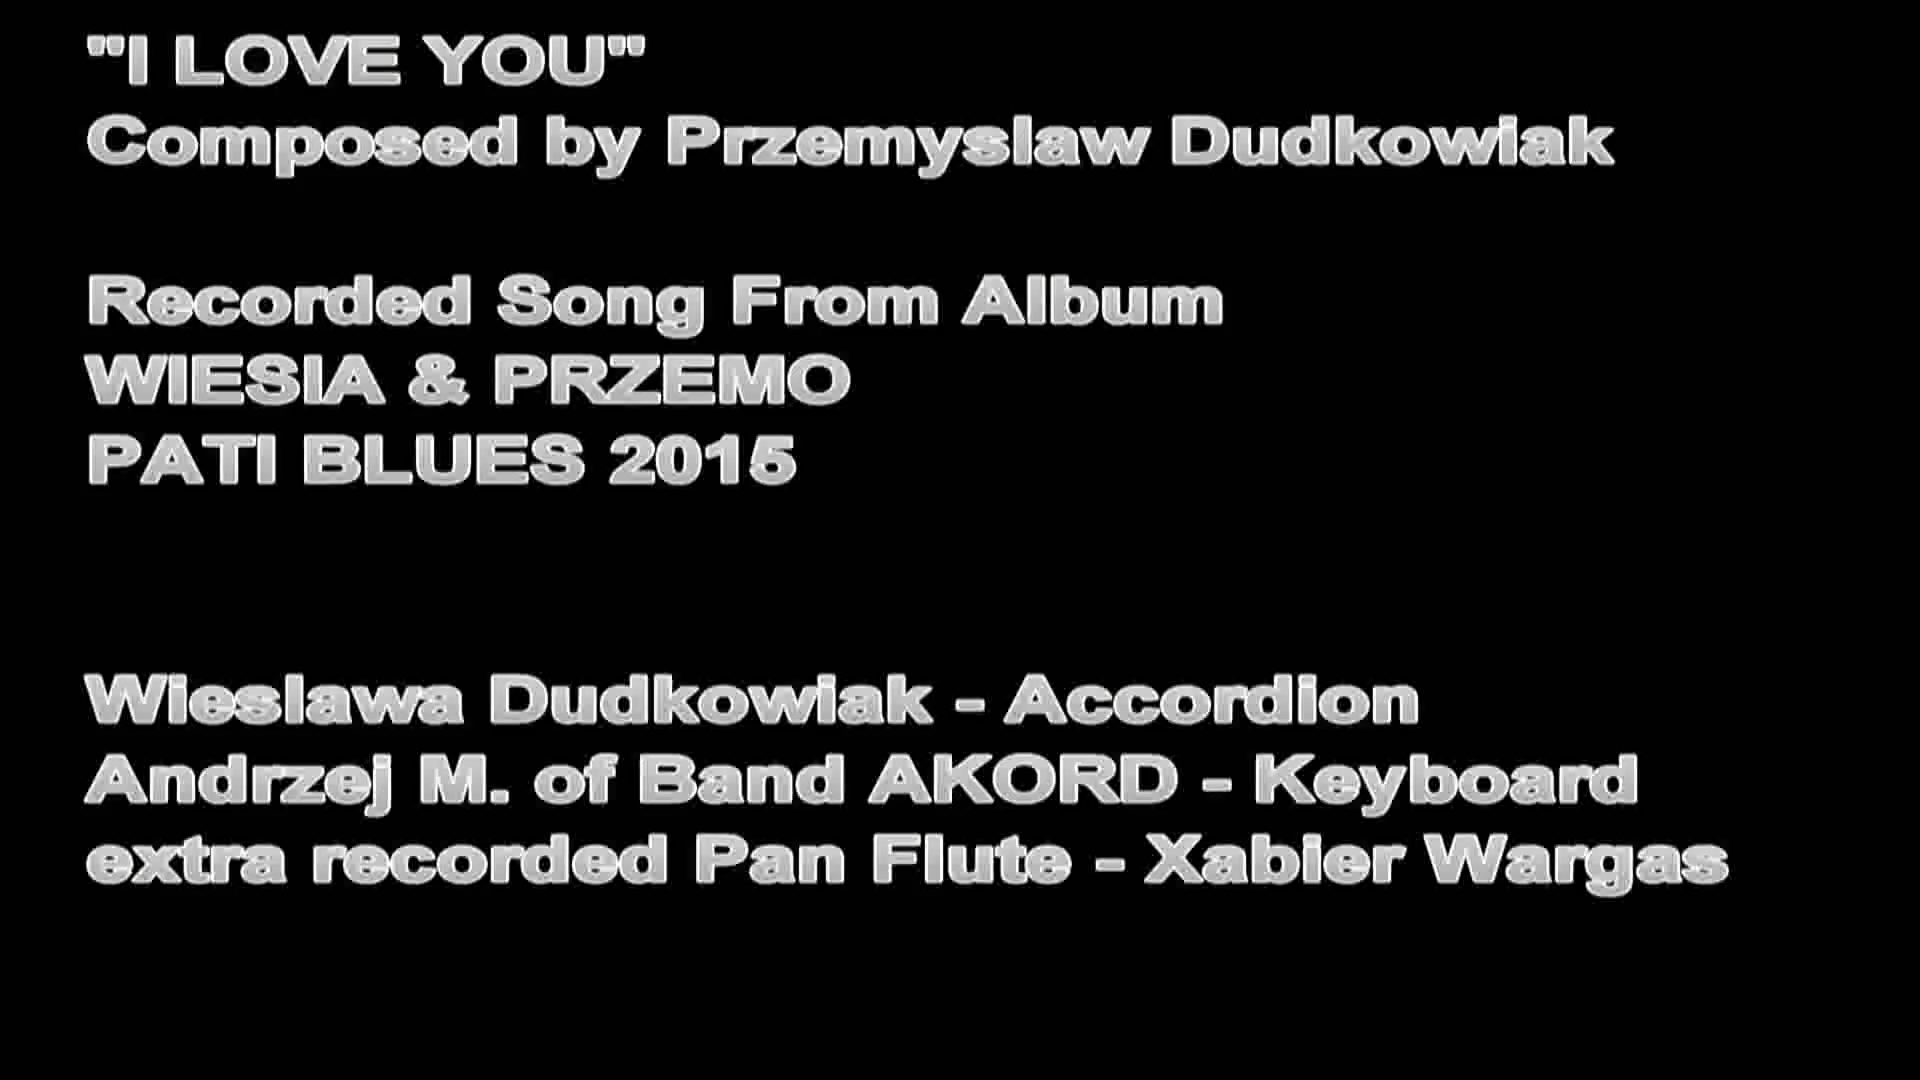 "I LOVE YOU"
Composed by Przemyslaw Dudkowiak
Recorded Song From Album
WIESIA & PRZEMO
PATI BLUES 2015
Wieslawa Dudkowiak - Accordion
Andrzej M. of Band AKORD - Keyboard
extra recorded Pan Flute - Xabier Wargas